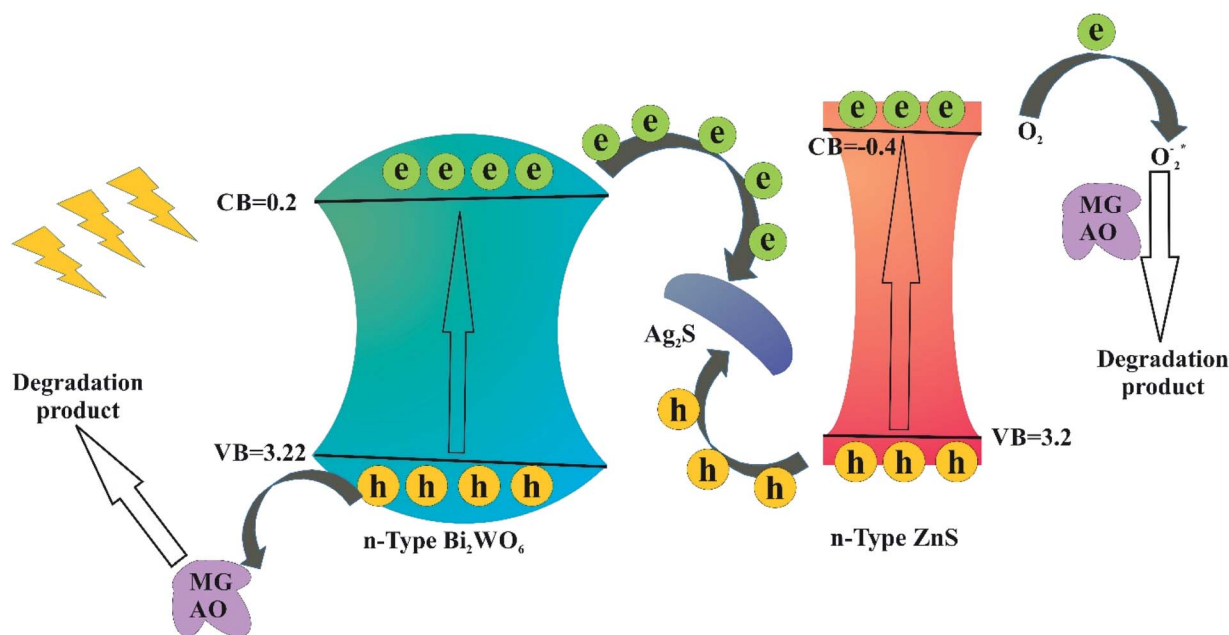 e
e e e e
CB=0.2
e e e e e
e e e
CB=-0.4
O₂
O₂⁻*
MG
AO
Degradation
product
Ag₂S
Degradation
product
VB=3.22
h h h h
n-Type Bi₂WO₆
h h h
VB=3.2
h h h
n-Type ZnS
MG
AO